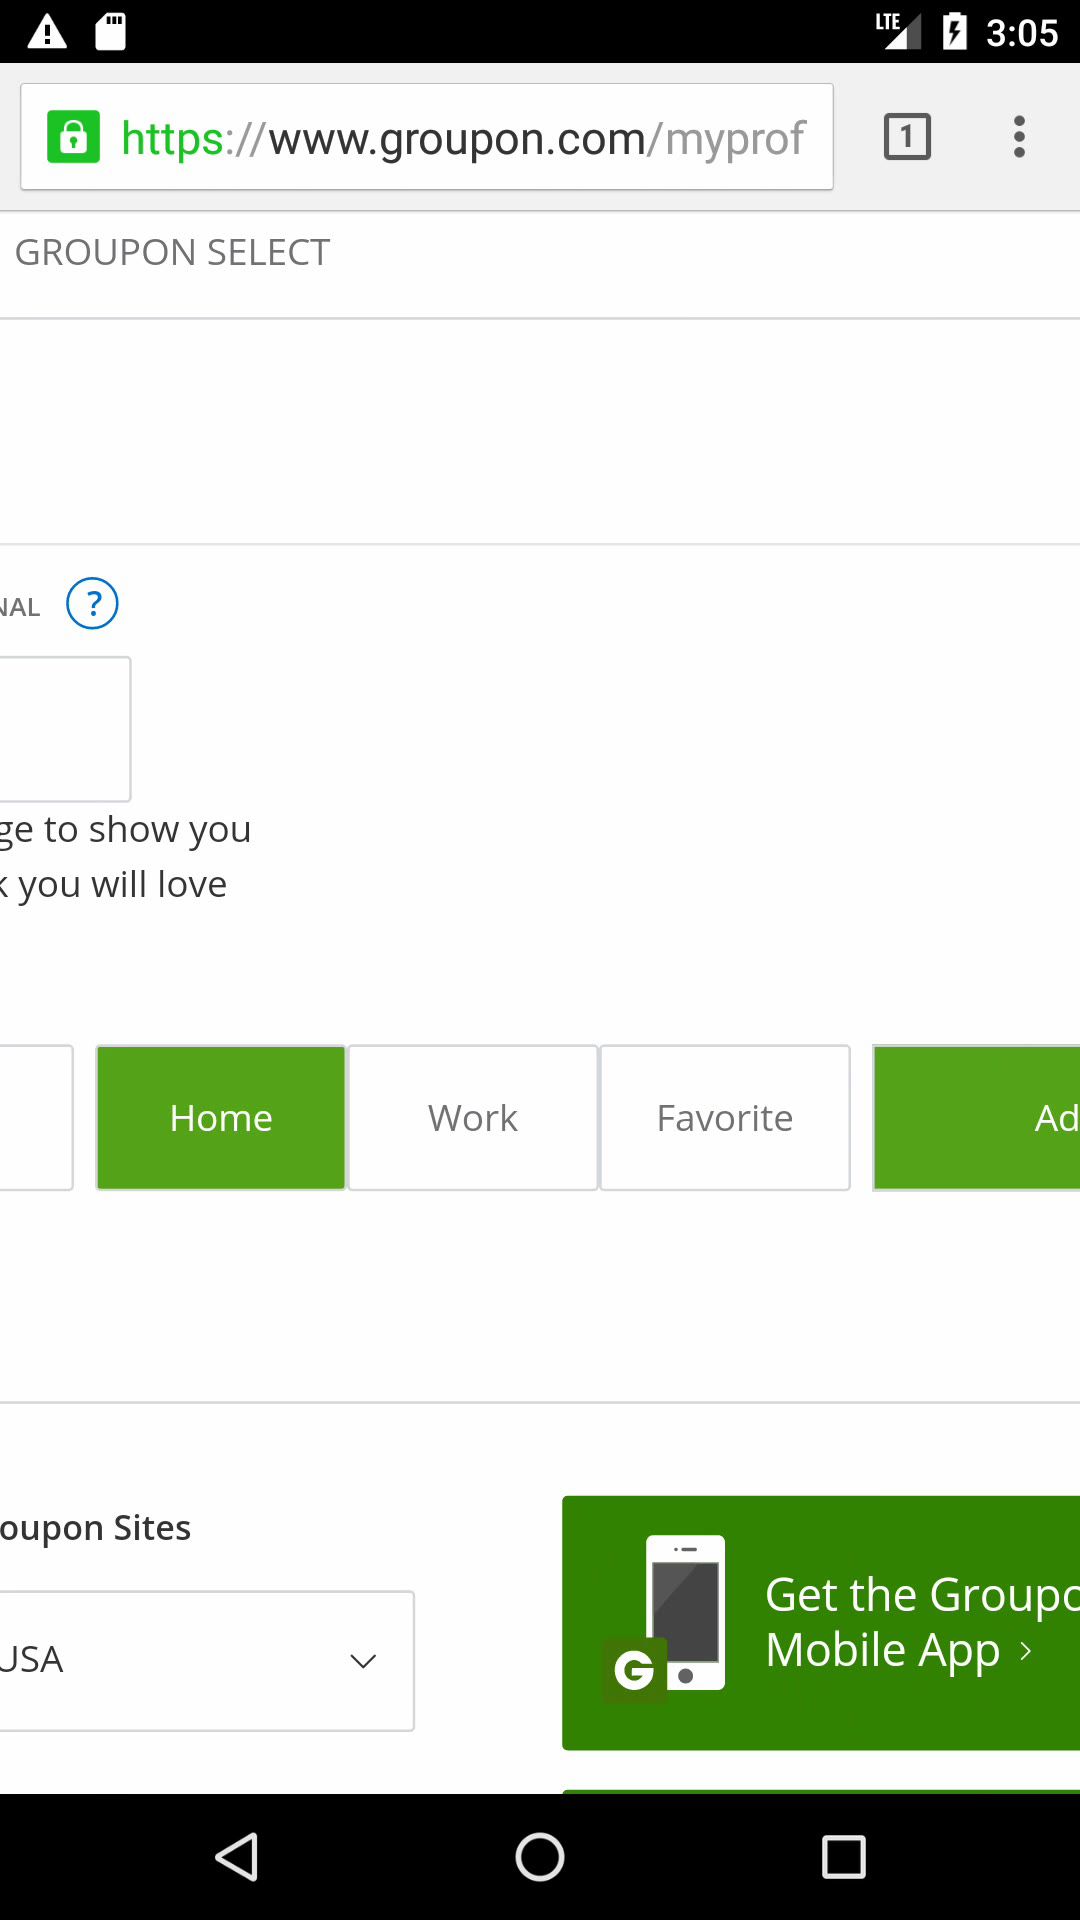 LTE 3:05
https://www.groupon.com/myprof 1
GROUPON SELECT
NAL ?
ge to show you
k you will love
Home Work Favorite Ad
oupon Sites
USA
Get the Groupo
Mobile App
G